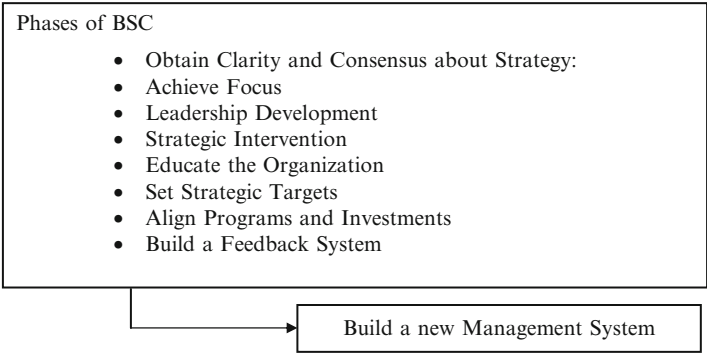 Phases of BSC
• Obtain Clarity and Consensus about Strategy:
• Achieve Focus
• Leadership Development
• Strategic Intervention
• Educate the Organization
• Set Strategic Targets
• Align Programs and Investments
• Build a Feedback System
Build a new Management System